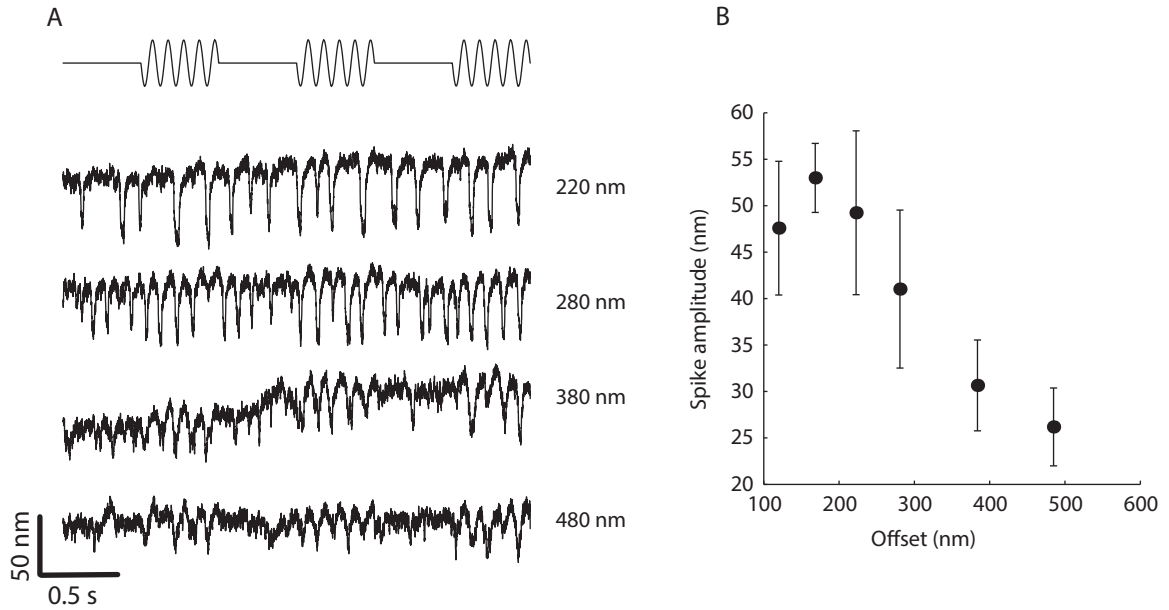 A
220 nm
280 nm
380 nm
480 nm
50 nm
0.5 s
B
Spike amplitude (nm)
60
55
50
45
40
35
30
25
20
100 200 300 400 500 600
Offset (nm)